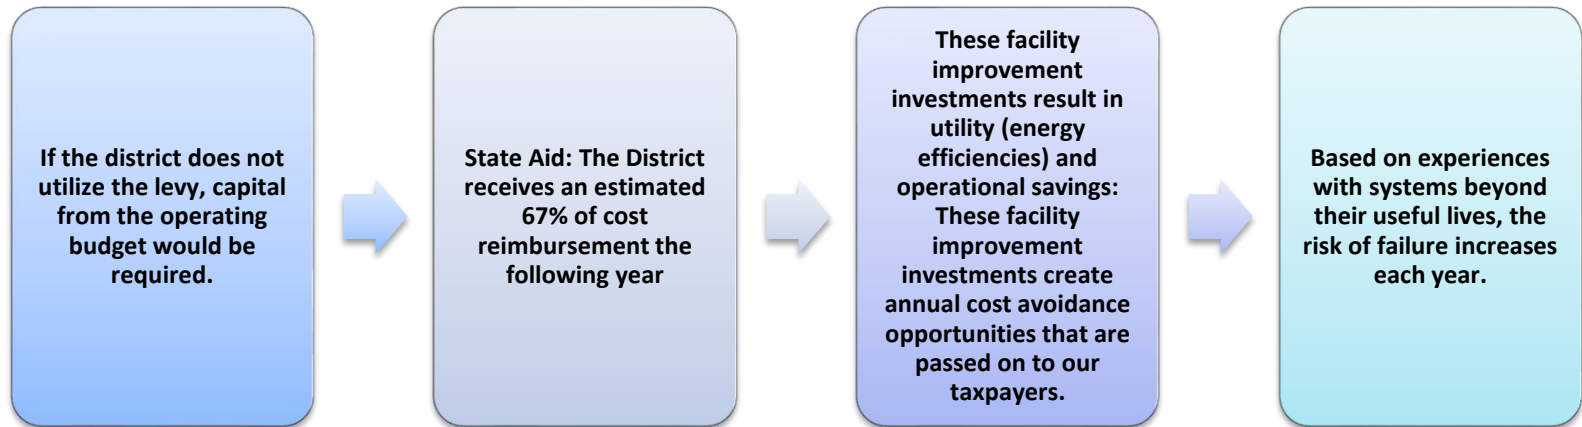 If the district does not
utilize the levy, capital
from the operating
budget would be
required.
State Aid: The District
receives an estimated
67% of cost
reimbursement the
following year
These facility
improvement
investments result in
utility (energy
efficiencies) and
operational savings:
These facility
improvement
investments create
annual cost avoidance
opportunities that are
passed on to our
taxpayers.
Based on experiences
with systems beyond
their useful lives, the
risk of failure increases
each year.